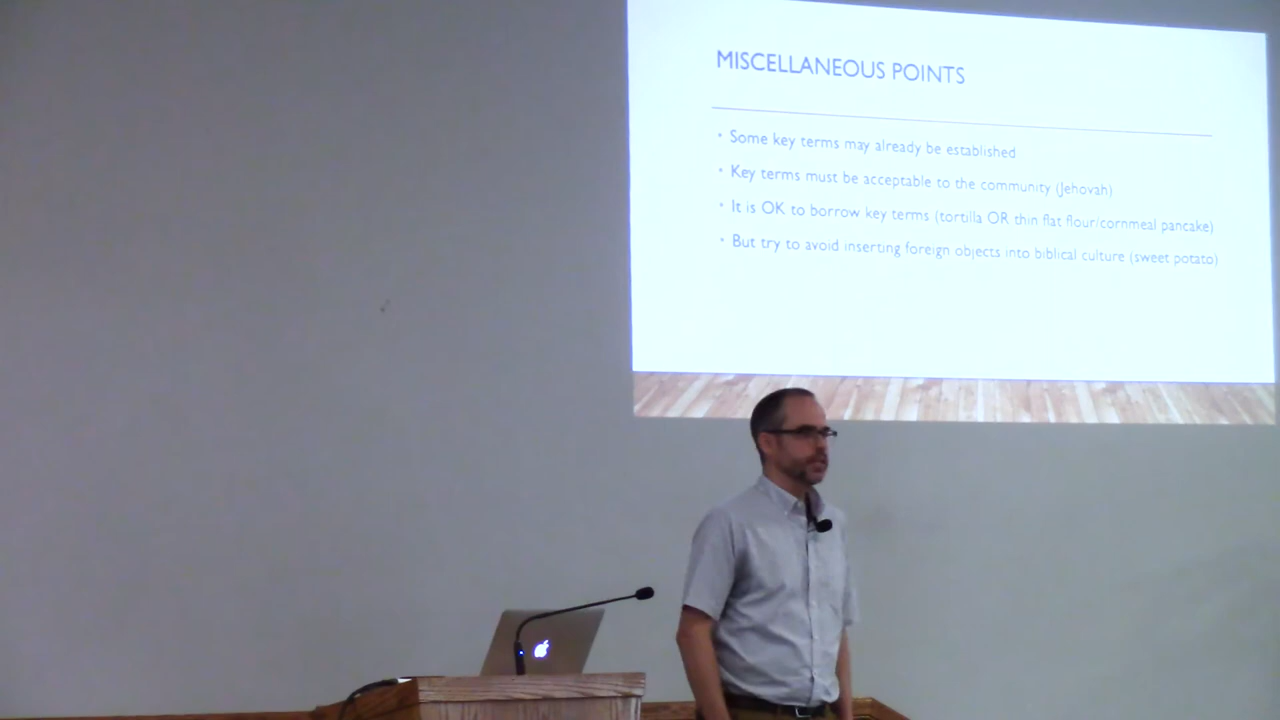 MISCELLANEOUS POINTS
• Some key terms may already be established
• Key terms must be acceptable to the community (Jehovah)
• It is OK to borrow key terms (tortilla OR thin flat flour/cornmeal pancake)
• But try to avoid inserting foreign objects into biblical culture (sweet potato)